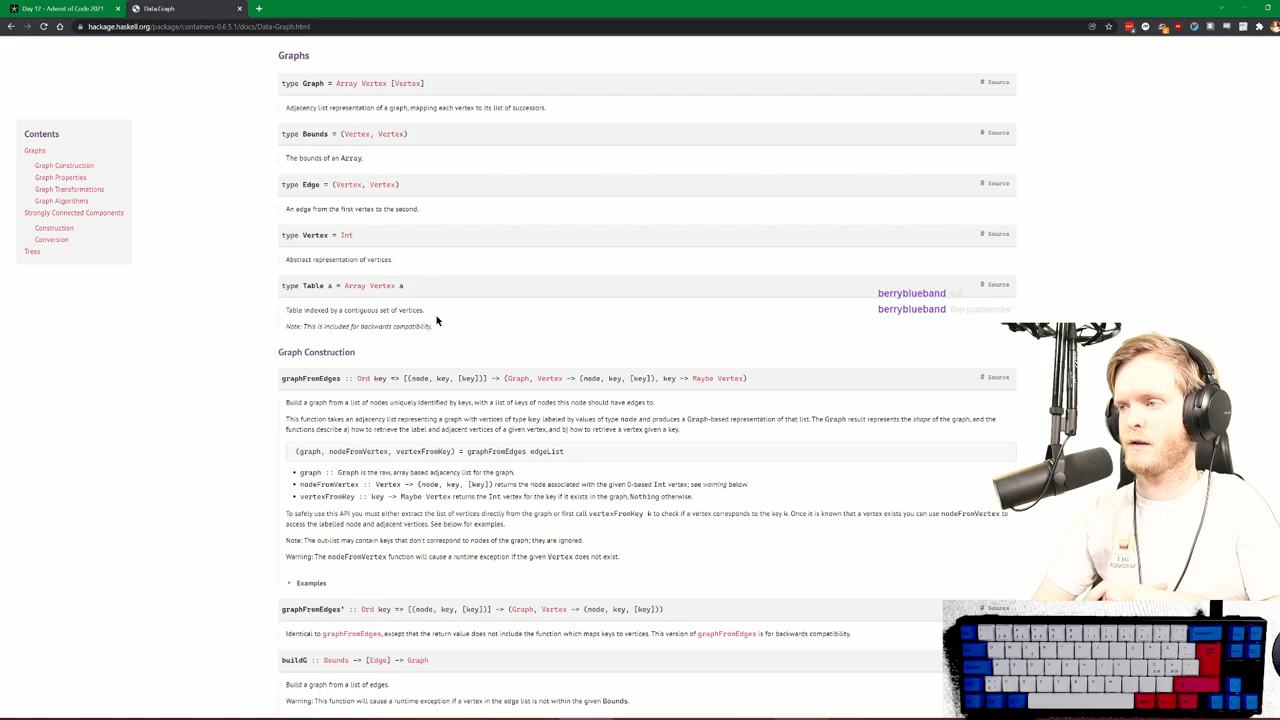 Day 12 - Advent of Code 2021
Data.Graph
hackage.haskell.org/package/containers-0.6.5.1/docs/Data-Graph.html
Contents
Graphs
Graph Construction
Graph Properties
Graph Transformations
Graph Algorithms
Strongly Connected Components
Construction
Conversion
Trees
Graphs
type Graph = Array Vertex [Vertex]
# Source
Adjacency list representation of a graph, mapping each vertex to its list of successors.
type Bounds = (Vertex, Vertex)
# Source
The bounds of an Array.
type Edge = (Vertex, Vertex)
# Source
An edge from the first vertex to the second.
type Vertex = Int
# Source
Abstract representation of vertices.
type Table a = Array Vertex a
# Source
Table indexed by a contiguous set of vertices.
Note: This is included for backwards compatibility.
berryblueband
berryblueband the parameter
Graph Construction
graphFromEdges :: Ord key => [(node, key, [key])] -> (Graph, Vertex -> (node, key, [key]), key -> Maybe Vertex)
# Source
Build a graph from a list of nodes uniquely identified by keys, with a list of keys of nodes this node should have edges to.
This function takes an adjacency list representing a graph with vertices of type key labeled by values of type node and produces a Graph-based representation of that list. The Graph result represents the shape of the graph, and the
functions describe a) how to retrieve the label and adjacent vertices of a given vertex, and b) how to retrieve a vertex given a key.
(graph, nodeFromVertex, vertexFromKey) = graphFromEdges edgeList
• graph :: Graph is the raw, array based adjacency list for the graph.
• nodeFromVertex :: Vertex -> (node, key, [key]) returns the node associated with the given 0-based Int vertex; see warning below.
• vertexFromKey :: key -> Maybe Vertex returns the Int vertex for the key if it exists in the graph, Nothing otherwise.
To safely use this API you must either extract the list of vertices directly from the graph or first call vertexFromKey k to check if a vertex corresponds to the key k. Once it is known that a vertex exists you can use nodeFromVertex to
access the labelled node and adjacent vertices. See below for examples.
Note: The out-list may contain keys that don't correspond to nodes of the graph; they are ignored.
Warning: The nodeFromVertex function will cause a runtime exception if the given Vertex does not exist.
Examples
graphFromEdges' :: Ord key => [(node, key, [key])] -> (Graph, Vertex -> (node, key, [key]))
# Source
Identical to graphFromEdges, except that the return value does not include the function which maps keys to vertices. This version of graphFromEdges is for backwards compatibility.
buildG :: Bounds -> [Edge] -> Graph
Build a graph from a list of edges.
Warning: This function will cause a runtime exception if a vertex in the edge list is not within the given Bounds.